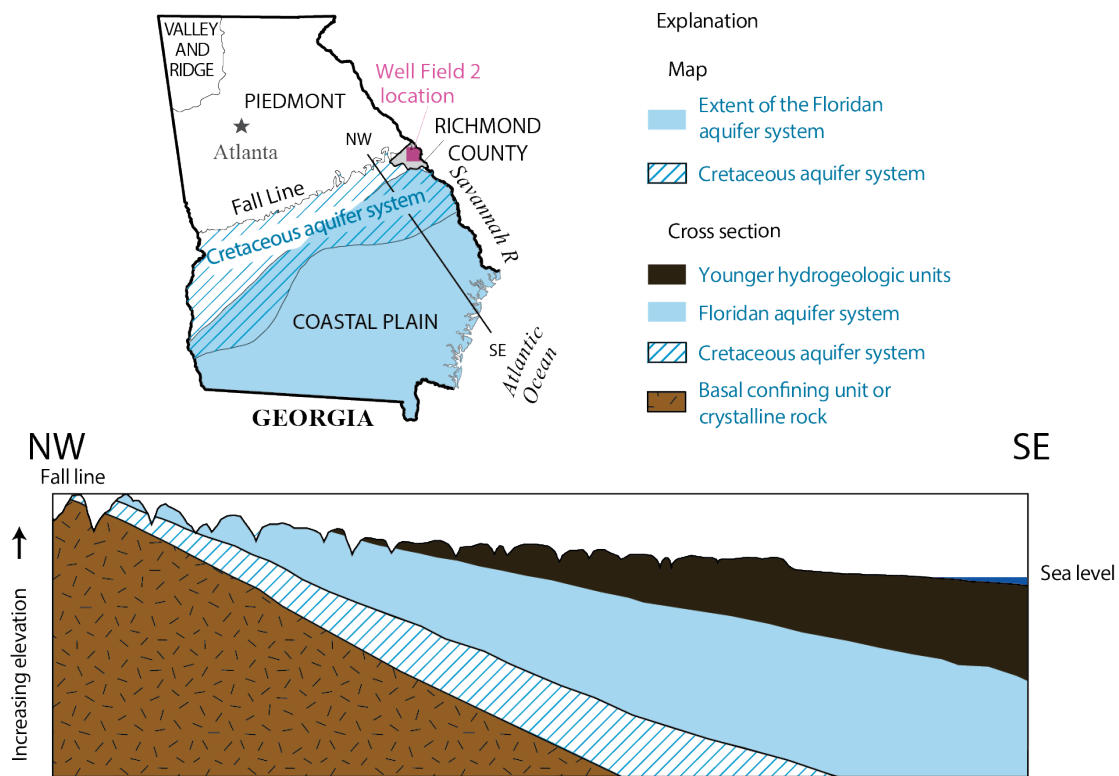 VALLEY
AND
RIDGE
PIEDMONT
Atlanta
Well Field 2
location
NW
RICHMOND
COUNTY
Fall Line
Savannah R
Cretaceous aquifer system
COASTAL PLAIN
SE
Atlantic
Ocean
GEORGIA
Explanation
Map
Extent of the Floridan
aquifer system
Cretaceous aquifer system
Cross section
Younger hydrogeologic units
Floridan aquifer system
Cretaceous aquifer system
Basal confining unit or
crystalline rock
NW
SE
Fall line
Increasing elevation
Sea level